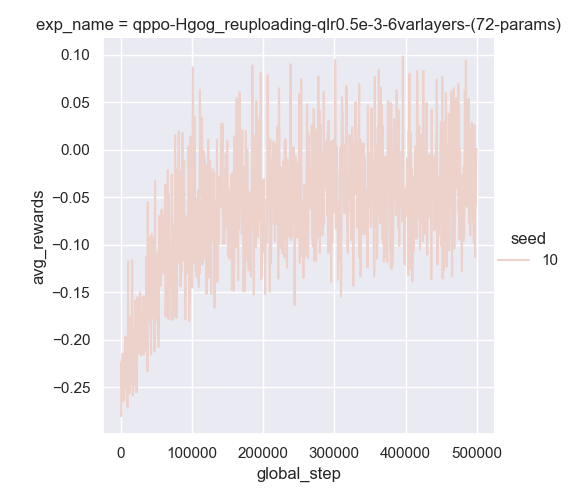 exp_name = qppo-Hgog_reuploading-qlr0.5e-3-6varlayers-(72-params)
0.10
0.05
0.00
−0.05
−0.10
−0.15
−0.20
−0.25
avg_rewards
0 100000 200000 300000 400000 500000
global_step
seed
10